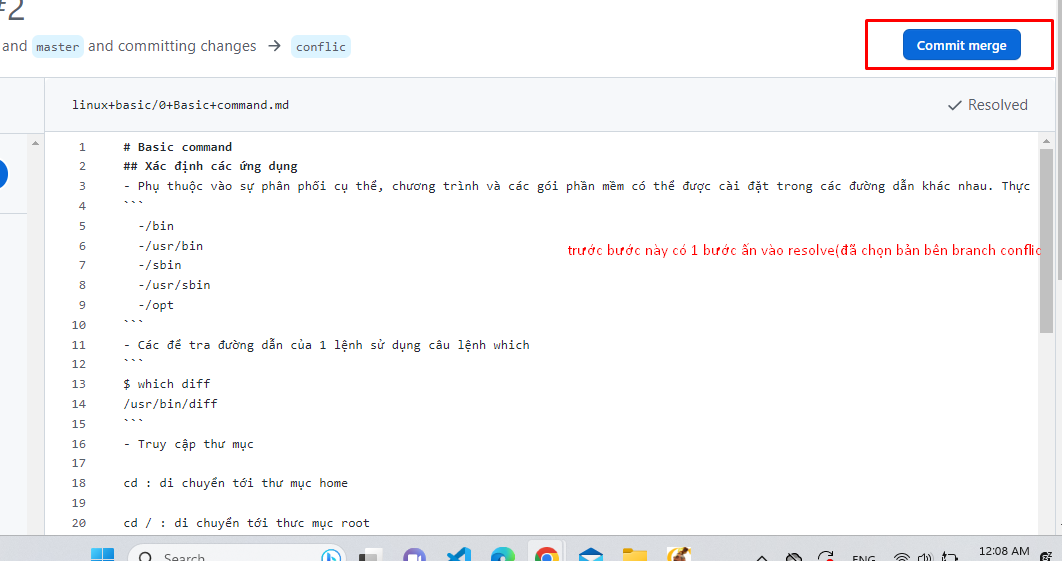 #2
and master and committing changes → conflic
Commit merge
linux+basic/0+Basic+command.md
Resolved
1 # Basic command
2 ## Xác định các ứng dụng
3 - Phụ thuộc vào sự phân phối cụ thể, chương trình và các gói phần mềm có thể được cài đặt trong các đường dẫn khác nhau. Thực
4 ```
5 -/bin
6 -/usr/bin
trước bước này có 1 bước ấn vào resolve(đã chọn bản bên branch conflic
7 -/sbin
8 -/usr/sbin
9 -/opt
10 ```
11 - Các để tra đường dẫn của 1 lệnh sử dụng câu lệnh which
12 ```
13 $ which diff
14 /usr/bin/diff
15 ```
16 - Truy cập thư mục
17
18 cd : di chuyển tới thư mục home
19
20 cd / : di chuyển tới thưc mục root
Search
ENG
12:08 AM